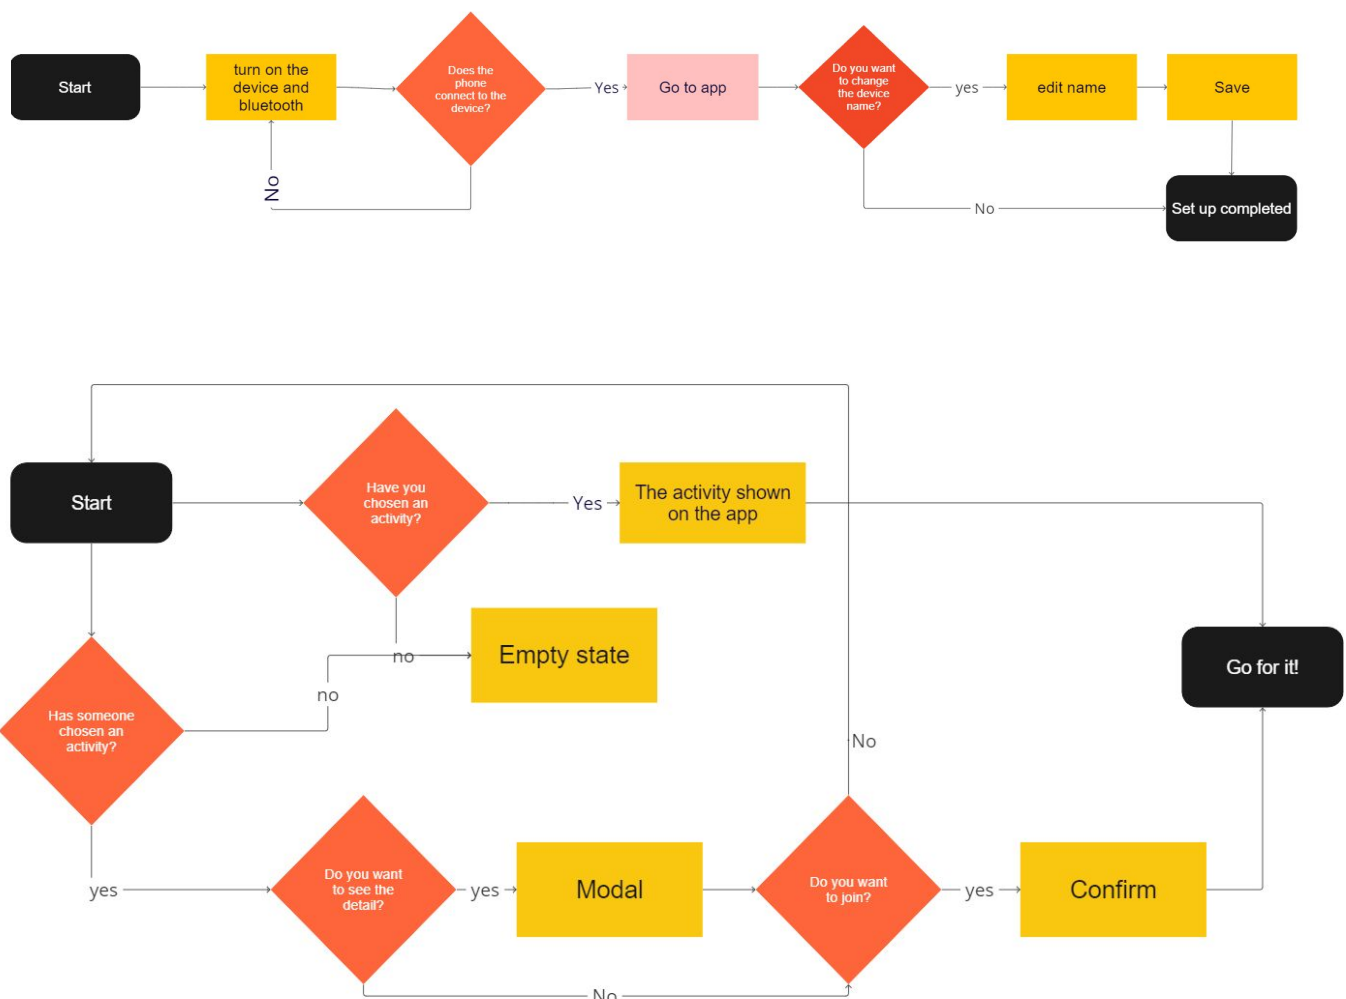 Start
turn on the
device and
bluetooth
Does the
phone
connect to the
device?
Yes
Go to app
Do you want
to change
the device
name?
yes
edit name
Save
No
No
Set up completed
Start
Have you
chosen an
activity?
Yes
The activity shown
on the app
no
Empty state
Go for it!
Has someone
chosen an
activity?
no
No
yes
Do you want
to see the
detail?
yes
Modal
Do you want
to join?
yes
Confirm
No